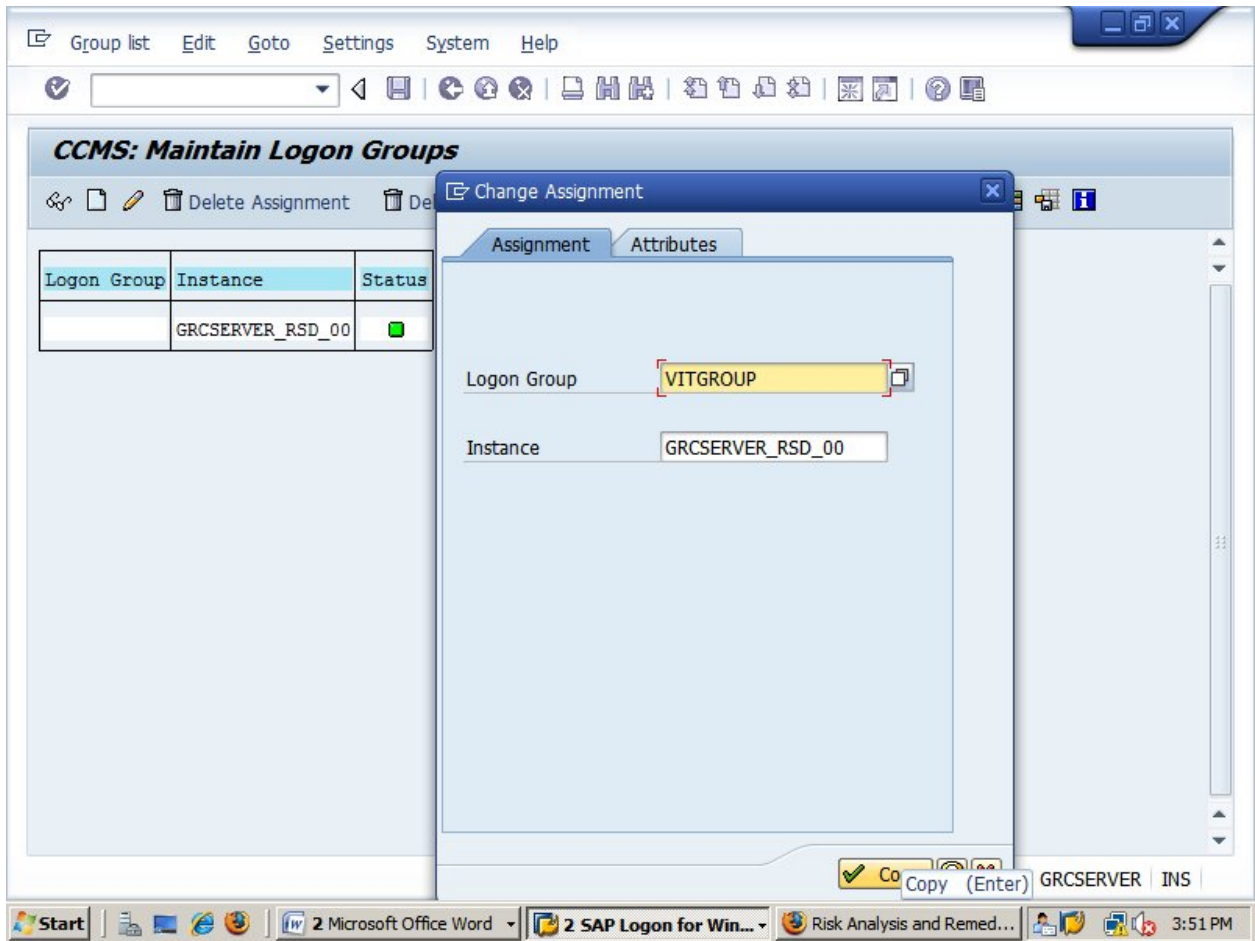 Group list Edit Goto Settings System Help
CCMS: Maintain Logon Groups
Delete Assignment
Change Assignment
Assignment Attributes
Logon Group Instance Status
GRCSERVER_RSD_00
Logon Group VITGROUP
Instance GRCSERVER_RSD_00
Copy (Enter)
GRCSERVER INS
Start 2 Microsoft Office Word 2 SAP Logon for Win... Risk Analysis and Remed... 3:51 PM